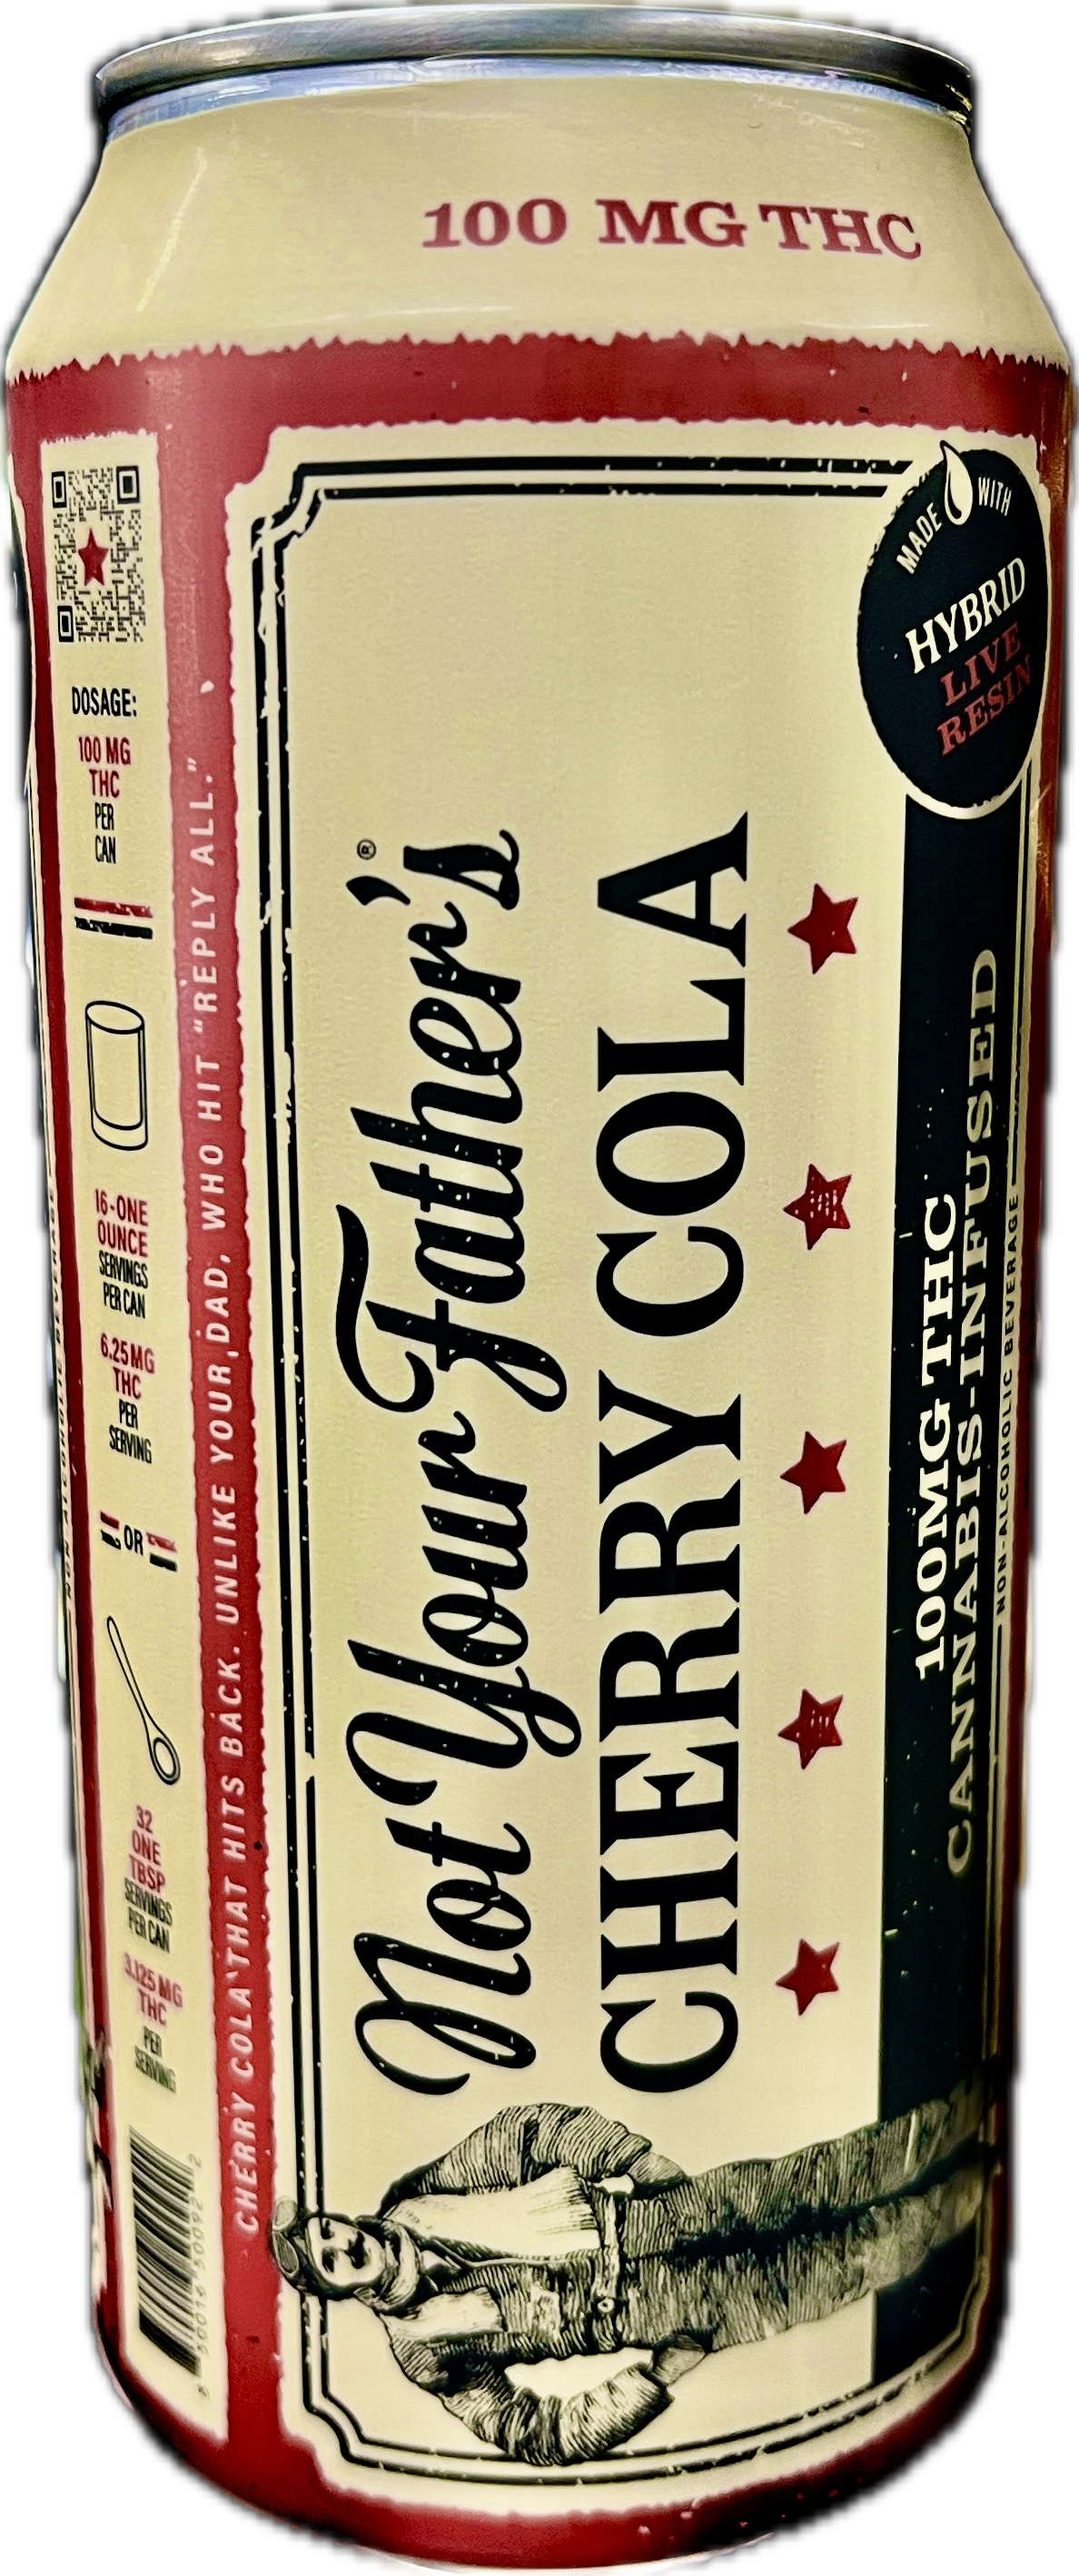 100 MG THC
DOSAGE:
100 MG
THC
PER
CAN
16-ONE
OUNCE
SERVINGS
PER CAN
6.25MG
THC
PER
SERVING
OR
32
ONE
TBSP
SERVINGS
PER CAN
3.125 MG
THC
PER
SERVING
CHERRY COLA THAT HITS BACK. UNLIKE YOUR DAD, WHO HIT "REPLY ALL."
Not Your Father's®
CHERRY COLA
MADE WITH
HYBRID
LIVE
RESIN
100MG THC
CANNABIS-INFUSED
NON-ALCOHOLIC BEVERAGE
NON-ALCOHOLIC BEVERAGE